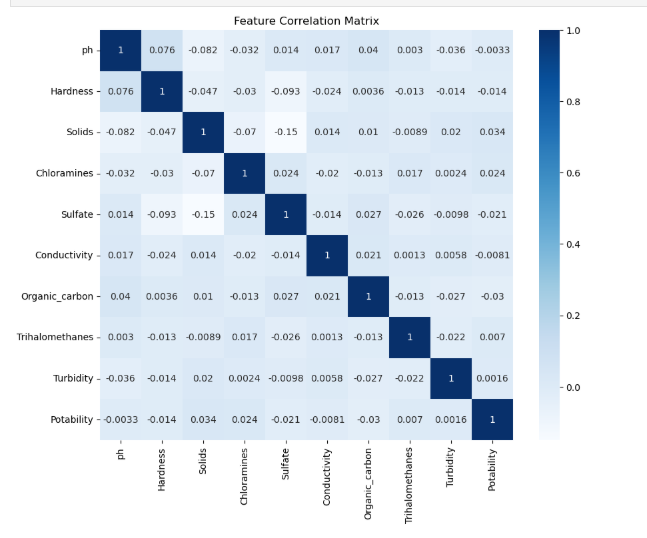 Feature Correlation Matrix
ph 1 0.076 -0.082 -0.032 0.014 0.017 0.04 0.003 -0.036 -0.0033
Hardness 0.076 1 -0.047 -0.03 -0.093 -0.024 0.0036 -0.013 -0.014 -0.014
Solids -0.082 -0.047 1 -0.07 -0.15 0.014 0.01 -0.0089 0.02 0.034
Chloramines -0.032 -0.03 -0.07 1 0.024 -0.02 -0.013 0.017 0.0024 0.024
Sulfate 0.014 -0.093 -0.15 0.024 1 -0.014 0.027 -0.026 -0.0098 -0.021
Conductivity 0.017 -0.024 0.014 -0.02 -0.014 1 0.021 0.0013 0.0058 -0.0081
Organic_carbon 0.04 0.0036 0.01 -0.013 0.027 0.021 1 -0.013 -0.027 -0.03
Trihalomethanes 0.003 -0.013 -0.0089 0.017 -0.026 0.0013 -0.013 1 -0.022 0.007
Turbidity -0.036 -0.014 0.02 0.0024 -0.0098 0.0058 -0.027 -0.022 1 0.0016
Potability -0.0033 -0.014 0.034 0.024 -0.021 -0.0081 -0.03 0.007 0.0016 1
ph Hardness Solids Chloramines Sulfate Conductivity Organic_carbon Trihalomethanes Turbidity Potability
1.0
0.8
0.6
0.4
0.2
0.0